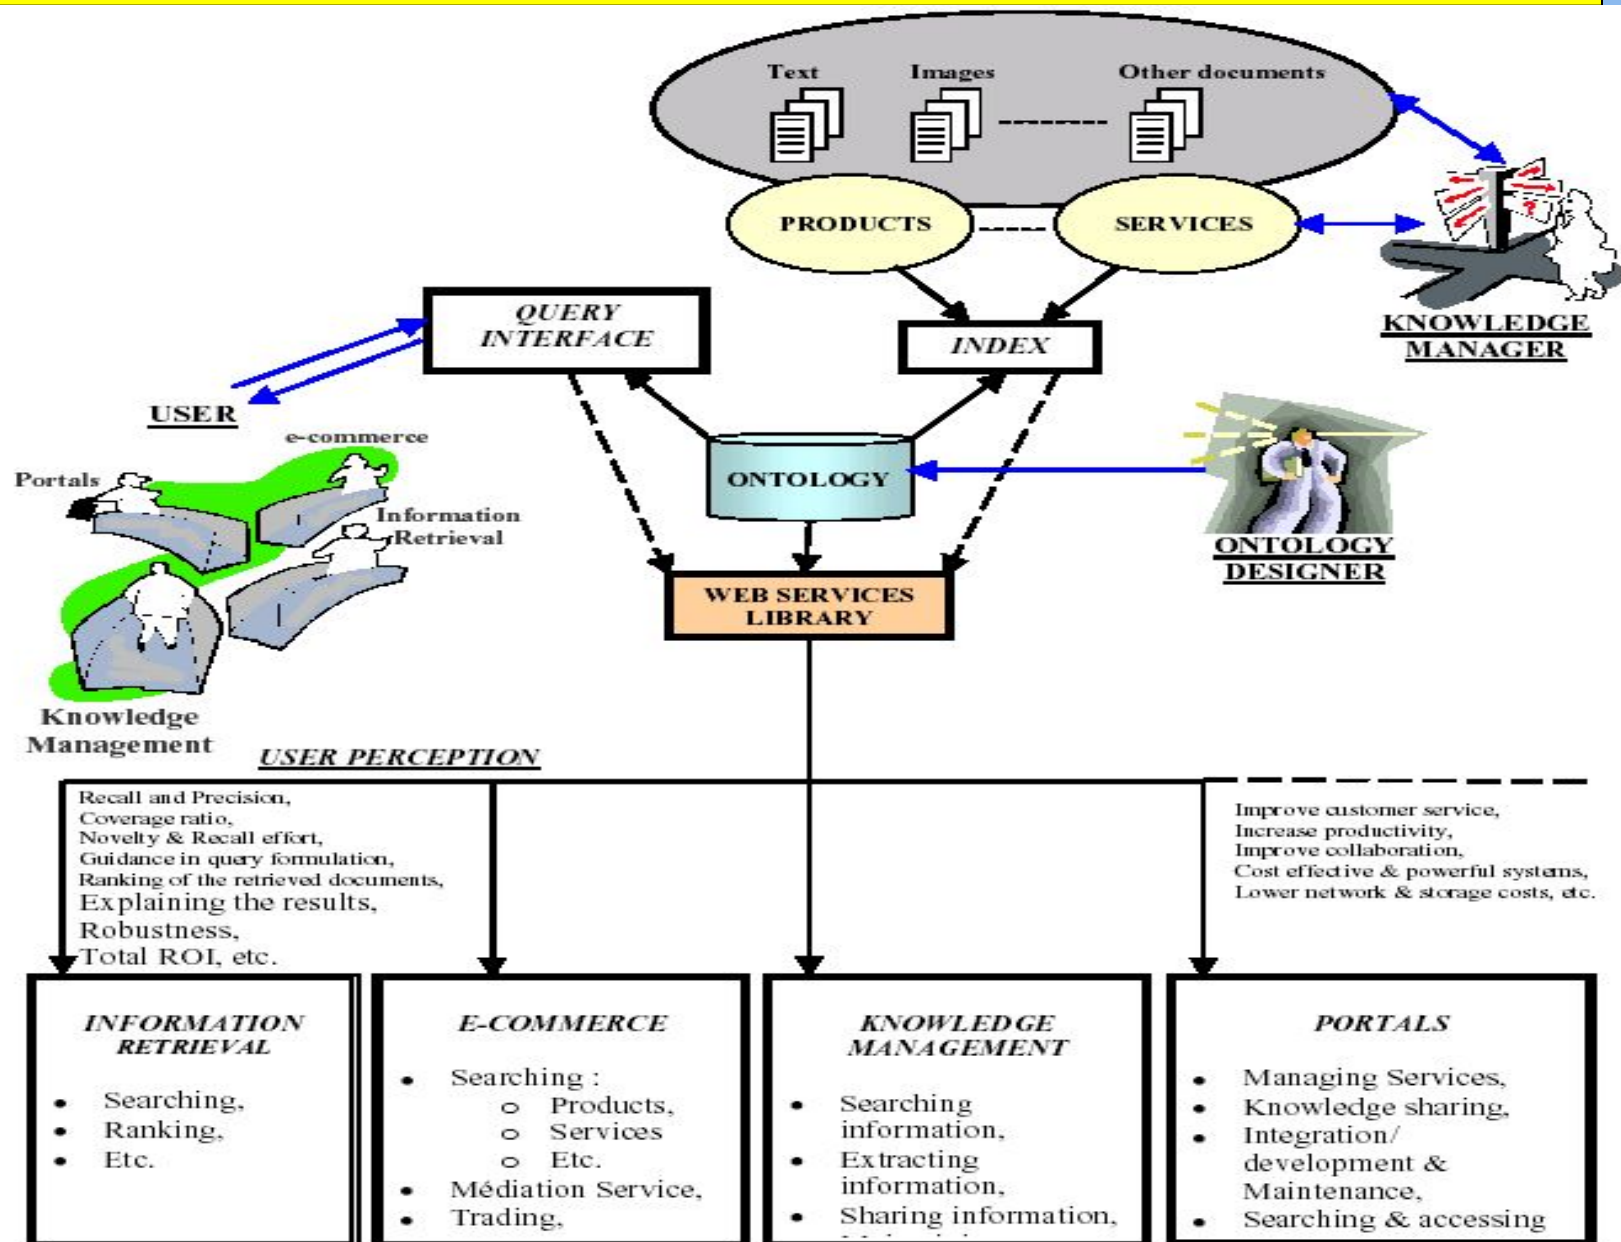 Text
Images
Other documents
PRODUCTS
SERVICES
QUERY
INTERFACE
INDEX
KNOWLEDGE
MANAGER
USER
e-commerce
Portals
ONTOLOGY
Information
Retrieval
ONTOLOGY
DESIGNER
WEB SERVICES
LIBRARY
Knowledge
Management
USER PERCEPTION
Recall and Precision,
Coverage ratio,
Novelty & Recall effort,
Guidance in query formulation,
Ranking of the retrieved documents,
Explaining the results,
Robustness,
Total ROI, etc.
Improve customer service,
Increase productivity,
Improve collaboration,
Cost effective & powerful systems,
Lower network & storage costs, etc.
INFORMATION
RETRIEVAL
• Searching,
• Ranking,
• Etc.
E-COMMERCE
• Searching :
o Products,
o Services
o Etc.
• Médiation Service,
• Trading,
KNOWLEDGE
MANAGEMENT
• Searching
information,
• Extracting
information,
• Sharing information,
PORTALS
• Managing Services,
• Knowledge sharing,
• Integration/
development &
Maintenance,
• Searching & accessing